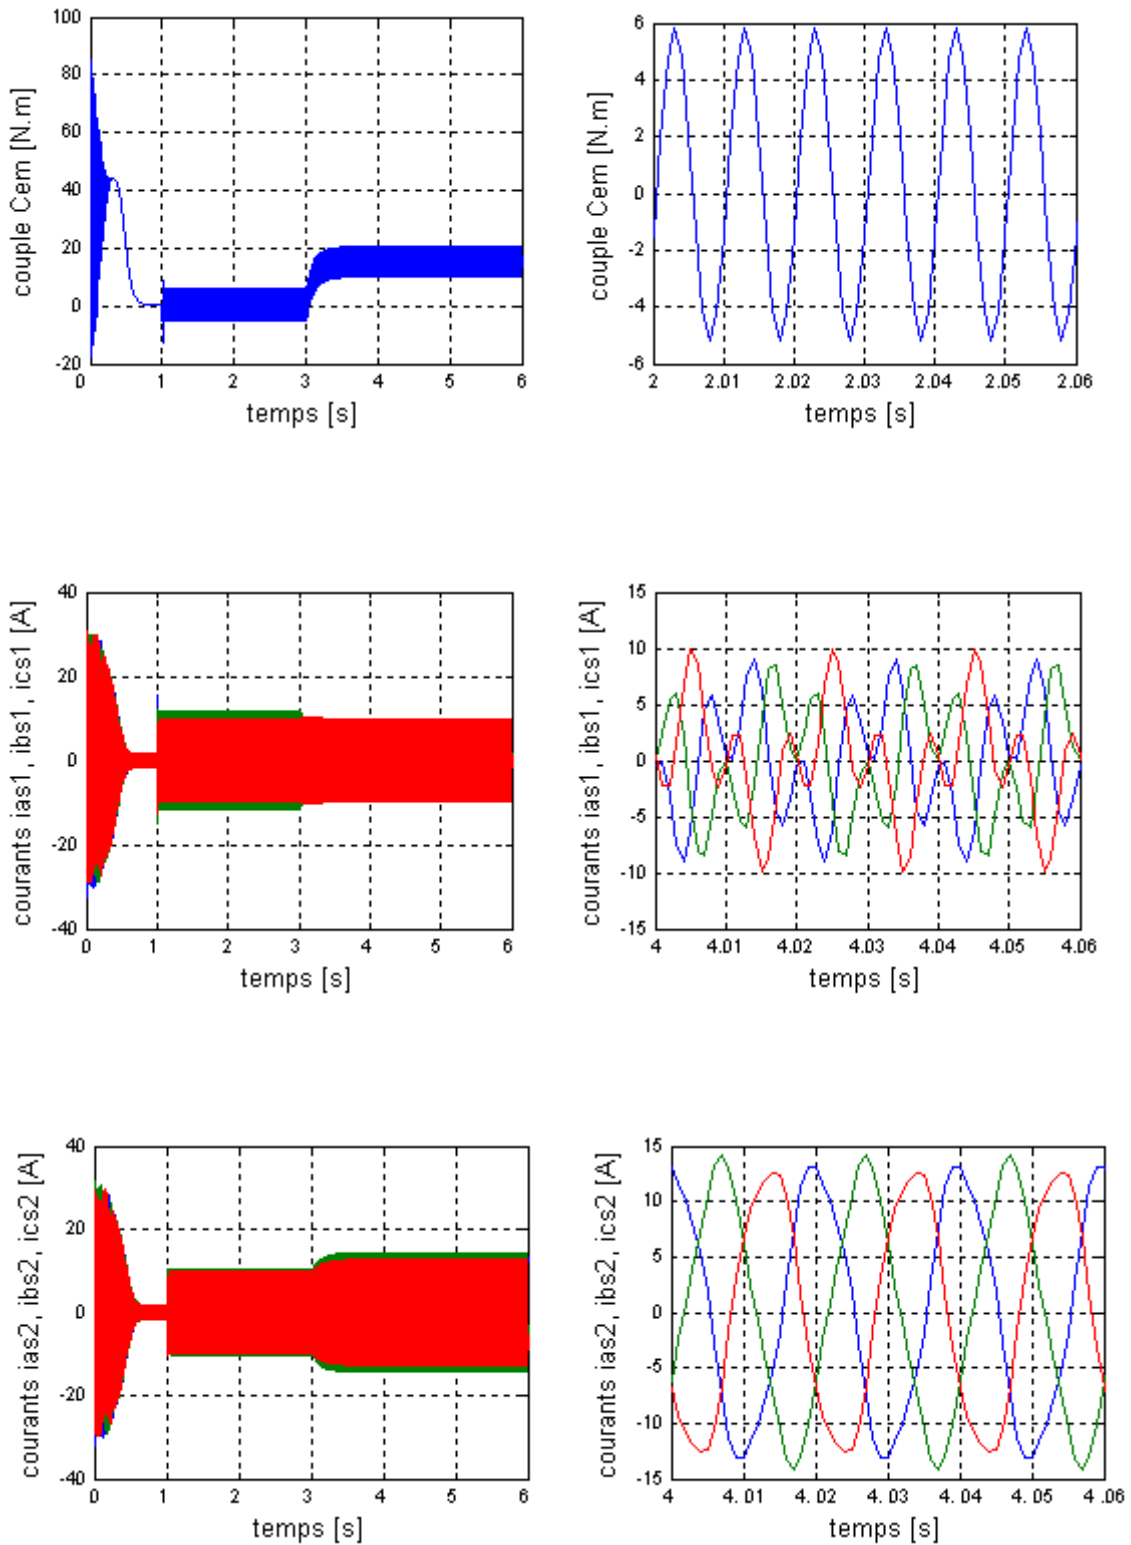 couple Cem [N.m]
100
80
60
40
20
0
-20
0 1 2 3 4 5 6
temps [s]
couple Cem [N.m]
6
4
2
0
-2
-4
-6
2 2.01 2.02 2.03 2.04 2.05 2.06
temps [s]
courants ias1, ibs1, ics1 [A]
40
20
0
-20
-40
0 1 2 3 4 5 6
temps [s]
courants ias1, ibs1, ics1 [A]
15
10
5
0
-5
-10
-15
4 4.01 4.02 4.03 4.04 4.05 4.06
temps [s]
courants ias2, ibs2, ics2 [A]
40
20
0
-20
-40
0 1 2 3 4 5 6
temps [s]
courants ias2, ibs2, ics2 [A]
15
10
5
0
-5
-10
-15
4 4.01 4.02 4.03 4.04 4.05 4.06
temps [s]